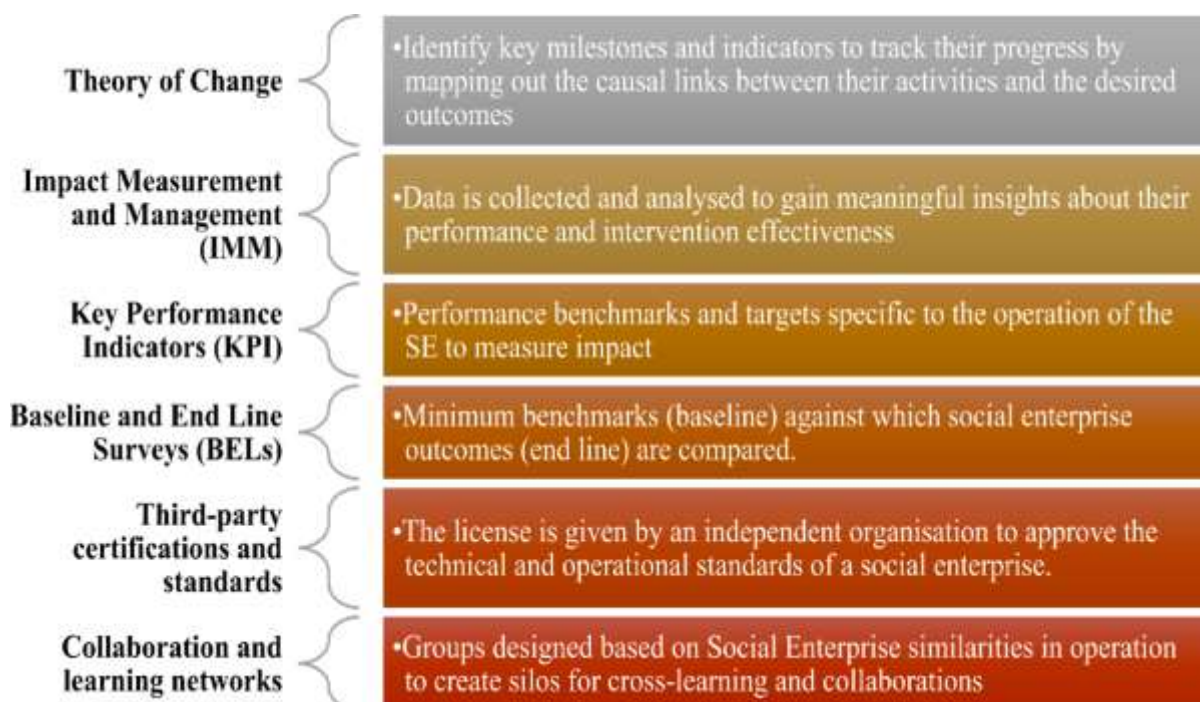 Theory of Change
•Identify key milestones and indicators to track their progress by
mapping out the causal links between their activities and the desired
outcomes
Impact Measurement
and Management
(IMM)
•Data is collected and analysed to gain meaningful insights about their
performance and intervention effectiveness
Key Performance
Indicators (KPI)
•Performance benchmarks and targets specific to the operation of the
SE to measure impact
Baseline and End Line
Surveys (BELs)
•Minimum benchmarks (baseline) against which social enterprise
outcomes (end line) are compared.
Third-party
certifications and
standards
•The license is given by an independent organisation to approve the
technical and operational standards of a social enterprise.
Collaboration and
learning networks
•Groups designed based on Social Enterprise similarities in operation
to create silos for cross-learning and collaborations